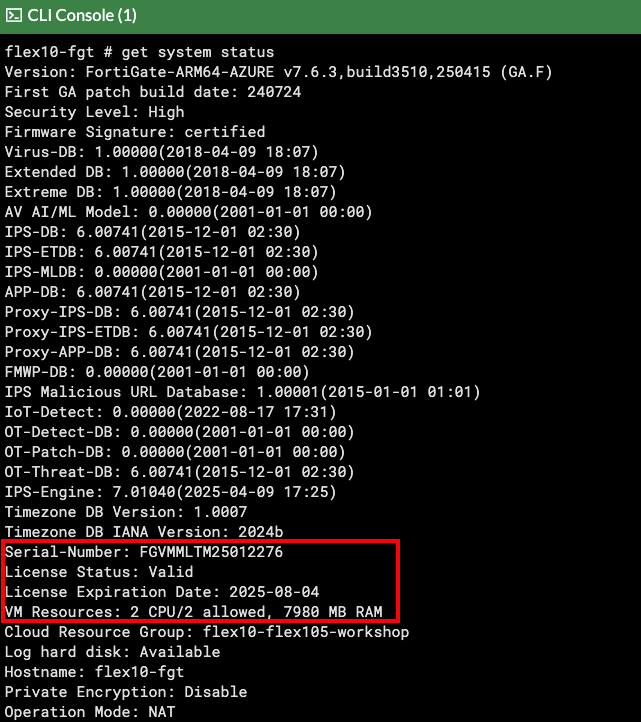 CLI Console (1)
flex10-fgt # get system status
Version: FortiGate-ARM64-AZURE v7.6.3,build3510,250415 (GA.F)
First GA patch build date: 240724
Security Level: High
Firmware Signature: certified
Virus-DB: 1.00000(2018-04-09 18:07)
Extended DB: 1.00000(2018-04-09 18:07)
Extreme DB: 1.00000(2018-04-09 18:07)
AV AI/ML Model: 0.00000(2001-01-01 00:00)
IPS-DB: 6.00741(2015-12-01 02:30)
IPS-ETDB: 6.00741(2015-12-01 02:30)
IPS-MLDB: 0.00000(2001-01-01 00:00)
APP-DB: 6.00741(2015-12-01 02:30)
Proxy-IPS-DB: 6.00741(2015-12-01 02:30)
Proxy-IPS-ETDB: 6.00741(2015-12-01 02:30)
Proxy-APP-DB: 6.00741(2015-12-01 02:30)
FMWP-DB: 0.00000(2001-01-01 00:00)
IPS Malicious URL Database: 1.00001(2015-01-01 01:01)
IoT-Detect: 0.00000(2022-08-17 17:31)
OT-Detect-DB: 0.00000(2001-01-01 00:00)
OT-Patch-DB: 0.00000(2001-01-01 00:00)
OT-Threat-DB: 6.00741(2015-12-01 02:30)
IPS-Engine: 7.01040(2025-04-09 17:25)
Timezone DB Version: 1.0007
Timezone DB IANA Version: 2024b
Serial-Number: FGVMMLTM25012276
License Status: Valid
License Expiration Date: 2025-08-04
VM Resources: 2 CPU/2 allowed, 7980 MB RAM
Cloud Resource Group: flex10-flex105-workshop
Log hard disk: Available
Hostname: flex10-fgt
Private Encryption: Disable
Operation Mode: NAT